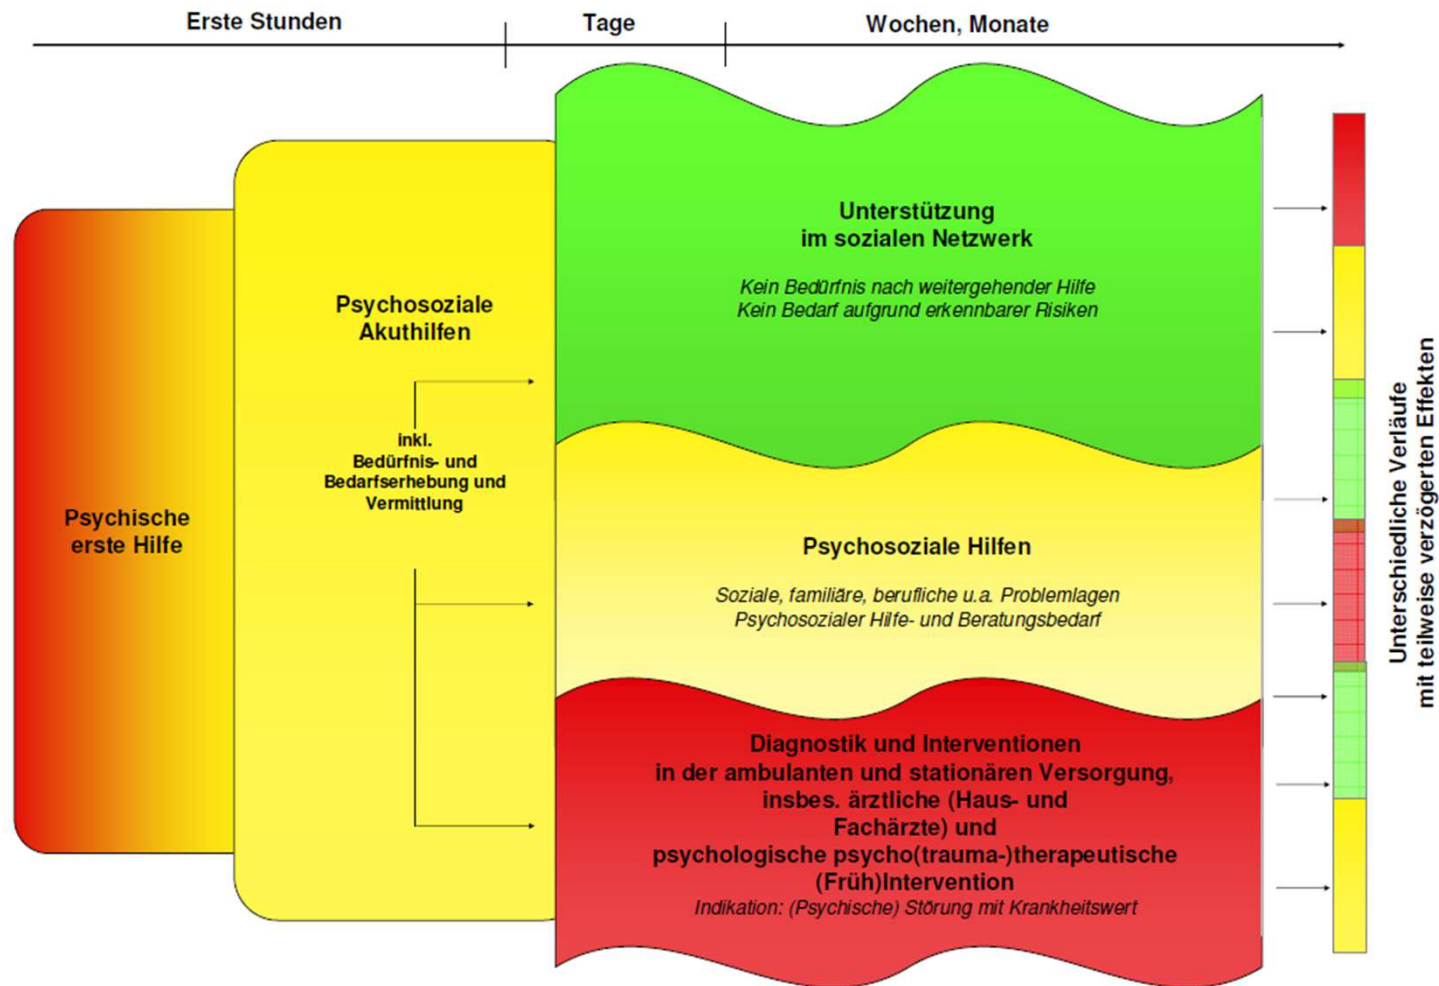 Erste Stunden
Tage
Wochen, Monate
Psychische
erste Hilfe
Psychosoziale
Akuthilfen
inkl.
Bedürfnis- und
Bedarfserhebung und
Vermittlung
Unterstützung
im sozialen Netzwerk
Kein Bedürfnis nach weitergehender Hilfe
Kein Bedarf aufgrund erkennbarer Risiken
Psychosoziale Hilfen
Soziale, familiäre, berufliche u.a. Problemlagen
Psychosozialer Hilfe- und Beratungsbedarf
Diagnostik und Interventionen
in der ambulanten und stationären Versorgung,
insbes. ärztliche (Haus- und
Fachärzte) und
psychologische psycho(trauma-)therapeutische
(Früh)Intervention
Indikation: (Psychische) Störung mit Krankheitswert
Unterschiedliche Verläufe
mit teilweise verzögerten Effekten